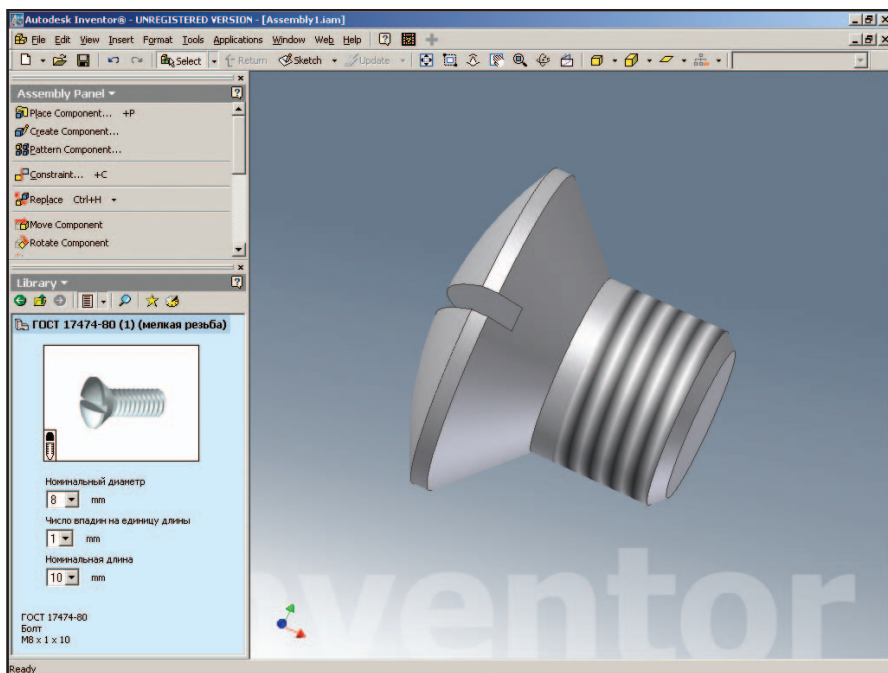 Autodesk Inventor® - UNREGISTERED VERSION - [Assembly1.iam]
File Edit View Insert Format Tools Applications Window Web Help
Select Return Sketch Update
Assembly Panel
Place Component... +P
Create Component...
Pattern Component...
Constraint... +C
Replace Ctrl+H
Move Component
Rotate Component
Library
ГОСТ 17474-80 (1) (мелкая резьба)
Номинальный диаметр
8 mm
Число впадин на единицу длины
1 mm
Номинальная длина
10 mm
ГОСТ 17474-80
Болт
M8 x 1 x 10
nventor
Ready